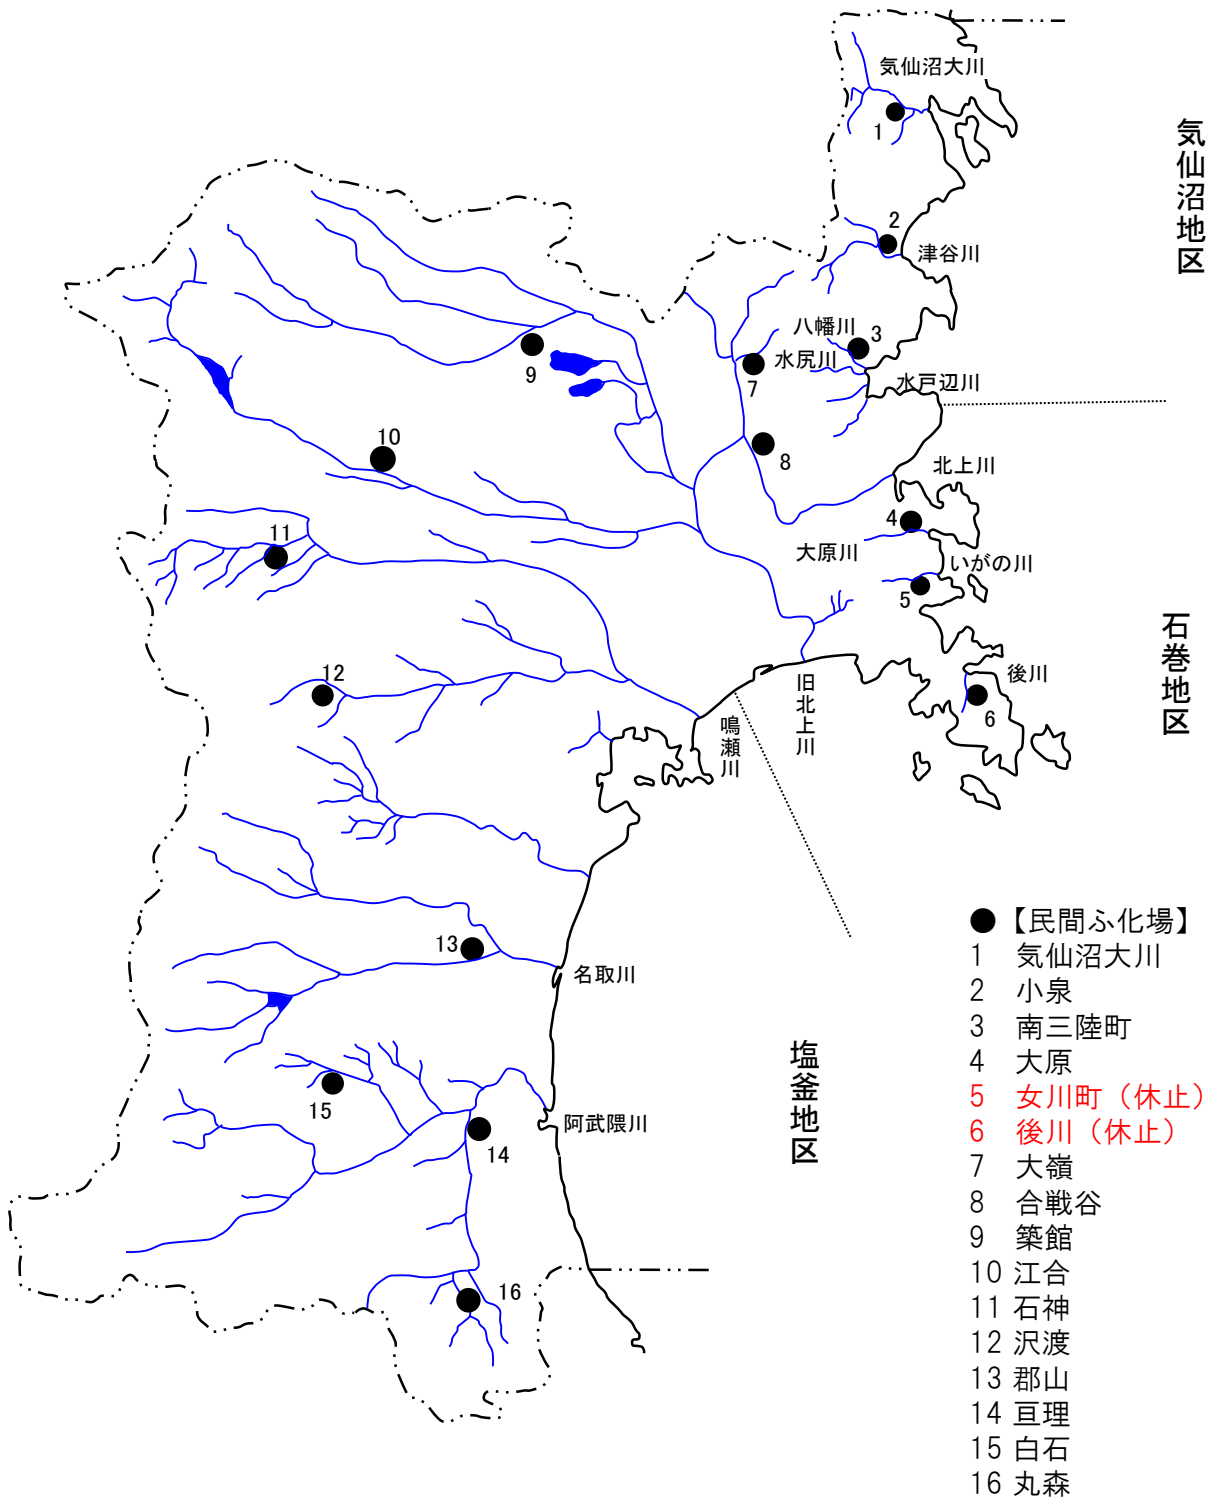 気仙沼大川
1
気仙沼地区
2
津谷川
八幡川
3
水尻川
7
水戸辺川
9
10
8
北上川
4
11
大原川
いがの川
5
石巻地区
12
後川
6
旧北上川
鳴瀬川
●【民間ふ化場】
13
名取川
1 気仙沼大川
2 小泉
3 南三陸町
塩釜地区
4 大原
15
5 女川町（休止）
阿武隈川
6 後川（休止）
14
7 大嶺
8 合戦谷
9 築館
10 江合
16
11 石神
12 沢渡
13 郡山
14 亘理
15 白石
16 丸森